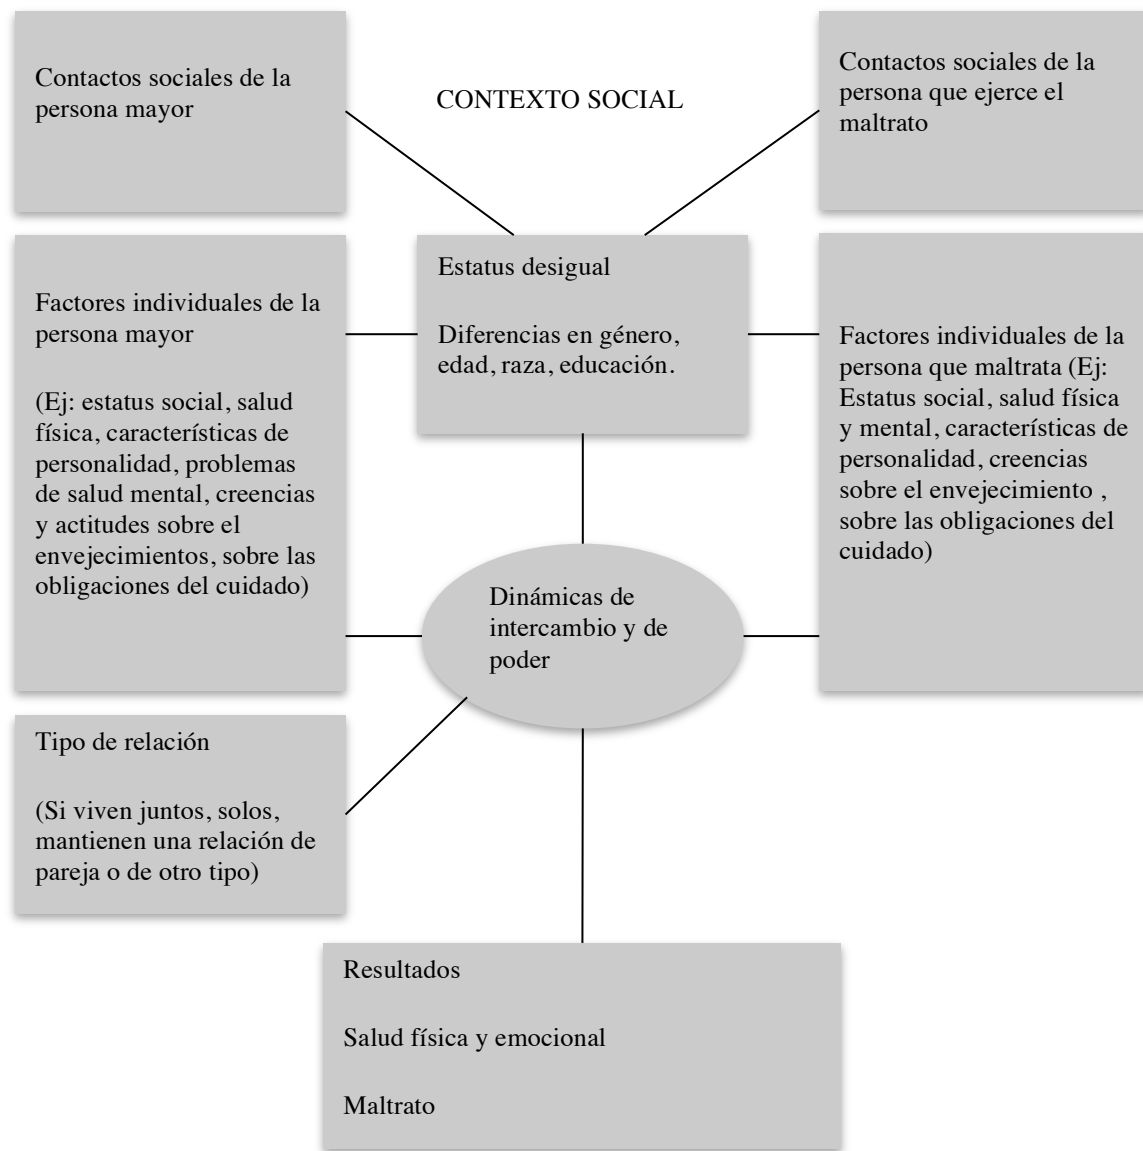 Contactos sociales de la
persona mayor
CONTEXTO SOCIAL
Contactos sociales de la
persona que ejerce el
maltrato
Factores individuales de la
persona mayor
(Ej: estatus social, salud
física, características de
personalidad, problemas
de salud mental, creencias
y actitudes sobre el
envejecimientos, sobre las
obligaciones del cuidado)
Estatus desigual
Diferencias en género,
edad, raza, educación.
Factores individuales de la
persona que maltrata (Ej:
Estatus social, salud física
y mental, características de
personalidad, creencias
sobre el envejecimiento ,
sobre las obligaciones del
cuidado)
Dinámicas de
intercambio y de
poder
Tipo de relación
(Si viven juntos, solos,
mantienen una relación de
pareja o de otro tipo)
Resultados
Salud física y emocional
Maltrato